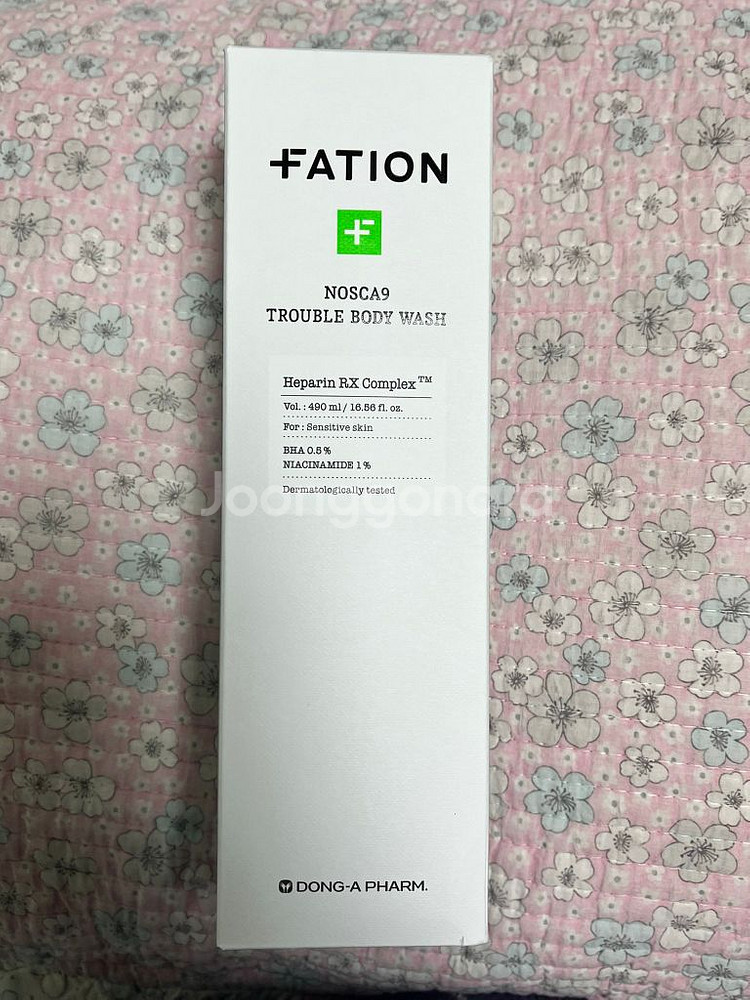 FATION
NOSCA9
TROUBLE BODY WASH
Heparin RX Complex™
Vol. : 490 ml / 16.56 fl. oz.
For : Sensitive skin
BHA 0.5 %
NIACINAMIDE 1 %
Dermatologically tested
Joonggonara
DONG-A PHARM.